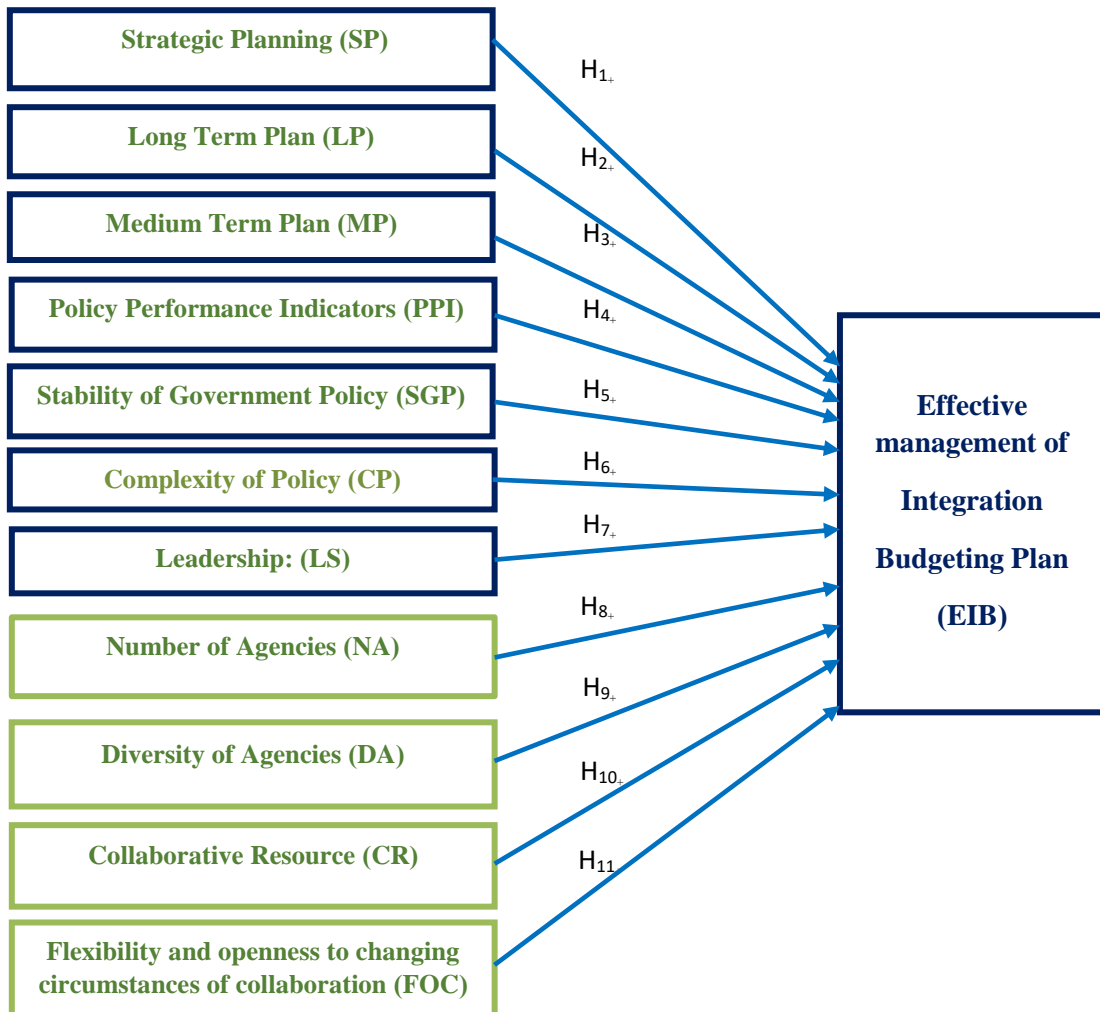 Strategic Planning (SP)
H1+
Long Term Plan (LP)
H2+
Medium Term Plan (MP)
H3+
Policy Performance Indicators (PPI)
H4+
Stability of Government Policy (SGP)
H5+
Complexity of Policy (CP)
H6+
Leadership: (LS)
H7+
Number of Agencies (NA)
H8+
Diversity of Agencies (DA)
H9+
Collaborative Resource (CR)
H10+
Flexibility and openness to changing
circumstances of collaboration (FOC)
H11
Effective
management of
Integration
Budgeting Plan
(EIB)